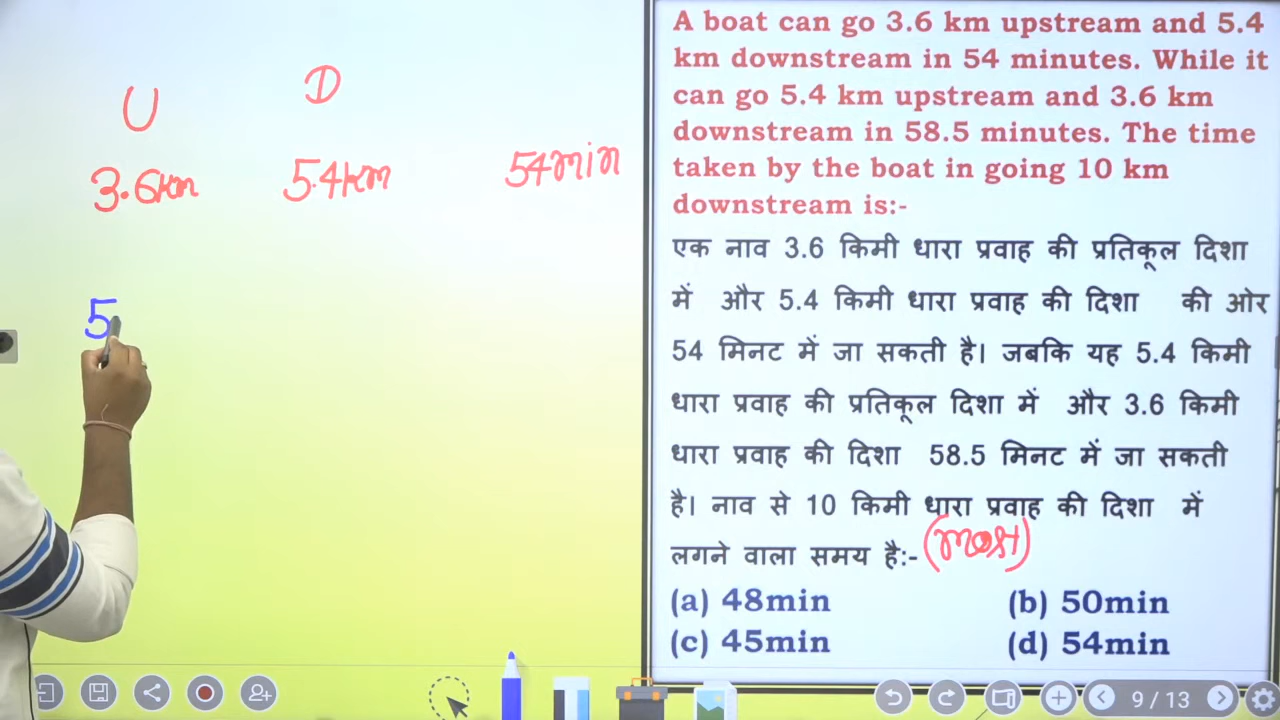 U D
3.6km 5.4km 54min
5
A boat can go 3.6 km upstream and 5.4
km downstream in 54 minutes. While it
can go 5.4 km upstream and 3.6 km
downstream in 58.5 minutes. The time
taken by the boat in going 10 km
downstream is:-
एक नाव 3.6 किमी धारा प्रवाह की प्रतिकूल दिशा
में और 5.4 किमी धारा प्रवाह की दिशा की ओर
54 मिनट में जा सकती है। जबकि यह 5.4 किमी
धारा प्रवाह की प्रतिकूल दिशा में और 3.6 किमी
धारा प्रवाह की दिशा 58.5 मिनट में जा सकती
है। नाव से 10 किमी धारा प्रवाह की दिशा में
लगने वाला समय है:- (most)
(a) 48min (b) 50min
(c) 45min (d) 54min
9 / 13